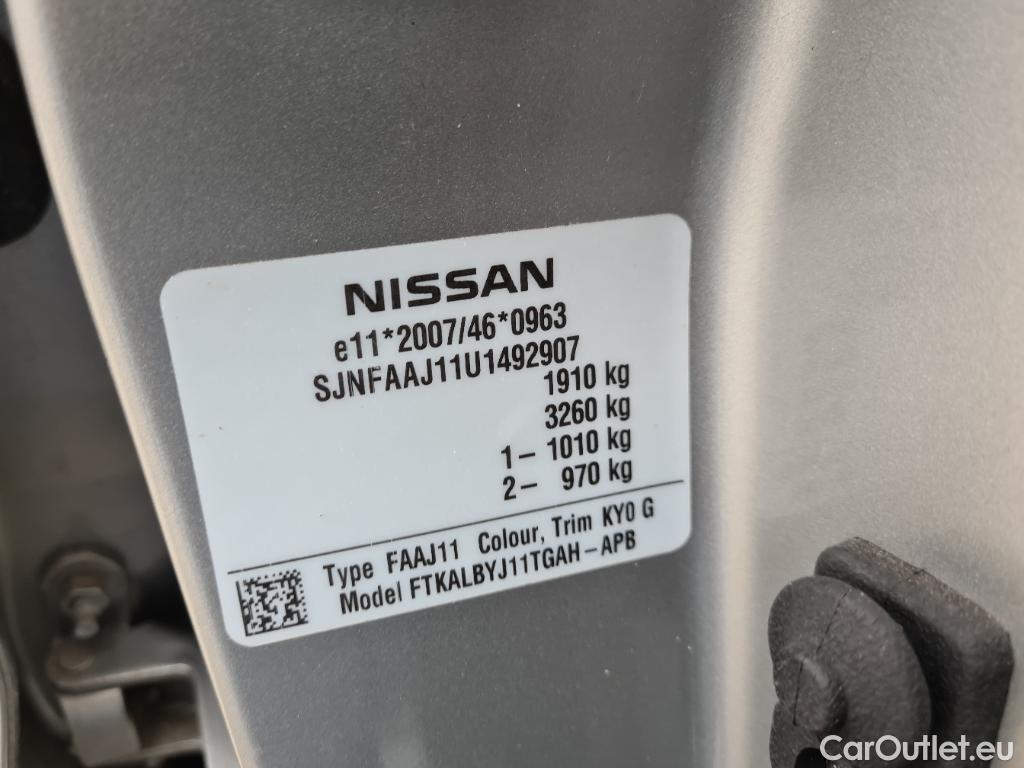 NISSAN
e11*2007/46*0963
SJNFAAJ11U1492907
1910 kg
3260 kg
1– 1010 kg
2– 970 kg
Type FAAJ11 Colour, Trim KY0 G
Model FTKALBYJ11TGAH–APB
CarOutlet.eu